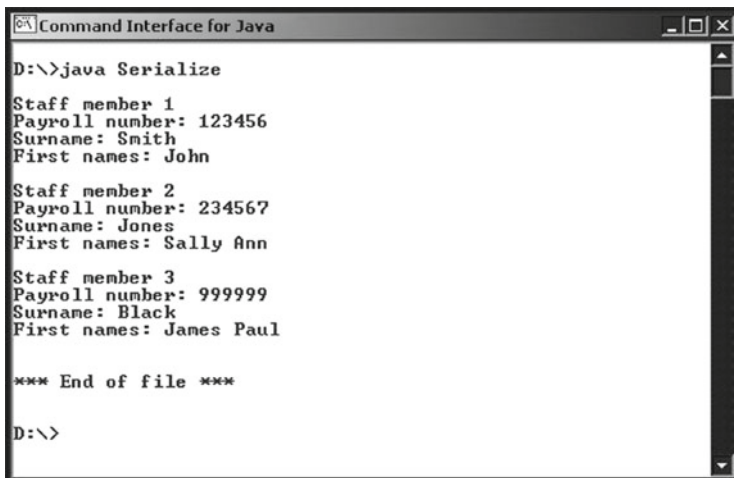 Command Interface for Java
D:\>java Serialize
Staff member 1
Payroll number: 123456
Surname: Smith
First names: John
Staff member 2
Payroll number: 234567
Surname: Jones
First names: Sally Ann
Staff member 3
Payroll number: 999999
Surname: Black
First names: James Paul
*** End of file ***
D:\>